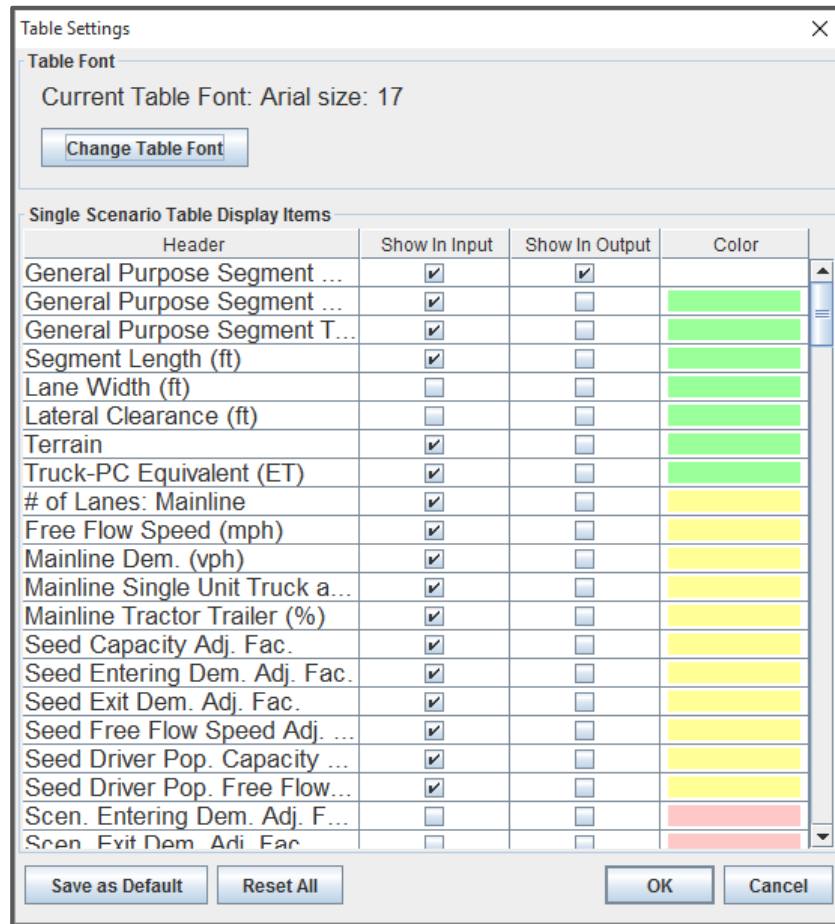 Table Settings
Table Font
Current Table Font: Arial size: 17
Change Table Font
Single Scenario Table Display Items
Header Show In Input Show In Output Color
General Purpose Segment ...
General Purpose Segment ...
General Purpose Segment T...
Segment Length (ft)
Lane Width (ft)
Lateral Clearance (ft)
Terrain
Truck-PC Equivalent (ET)
# of Lanes: Mainline
Free Flow Speed (mph)
Mainline Dem. (vph)
Mainline Single Unit Truck a...
Mainline Tractor Trailer (%)
Seed Capacity Adj. Fac.
Seed Entering Dem. Adj. Fac.
Seed Exit Dem. Adj. Fac.
Seed Free Flow Speed Adj. ...
Seed Driver Pop. Capacity ...
Seed Driver Pop. Free Flow...
Scen. Entering Dem. Adj. F...
Scen. Exit Dem. Adj. Fac.
Save as Default Reset All OK Cancel